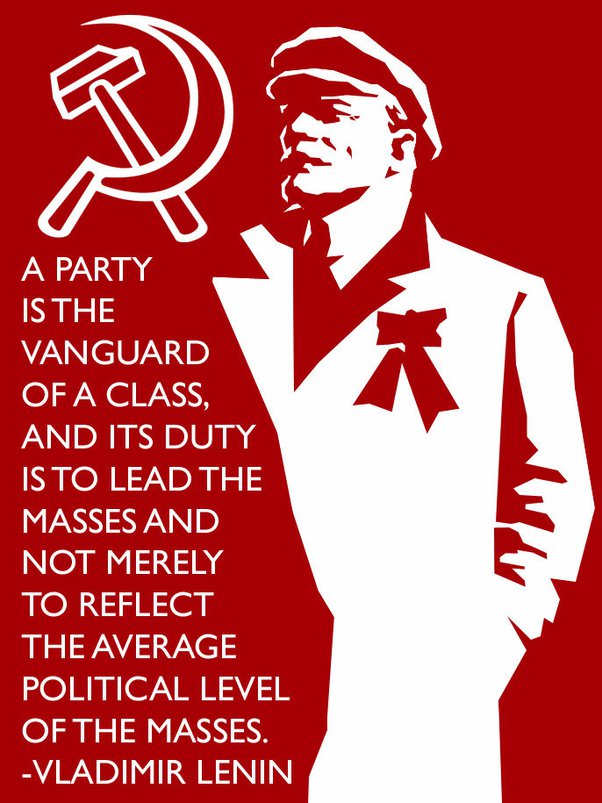 A PARTY
IS THE
VANGUARD
OF A CLASS,
AND ITS DUTY
IS TO LEAD THE
MASSES AND
NOT MERELY
TO REFLECT
THE AVERAGE
POLITICAL LEVEL
OF THE MASSES.
-VLADIMIR LENIN